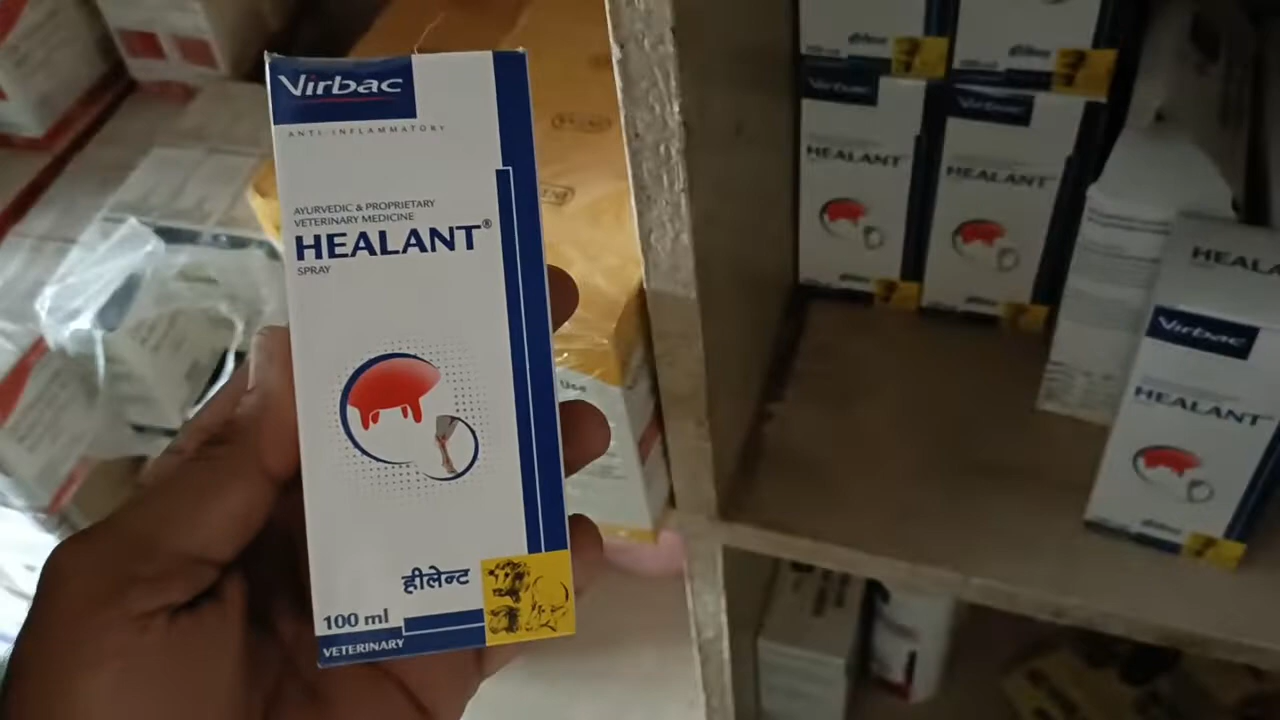 Virbac
ANTI-INFLAMMATORY
AYURVEDIC & PROPRIETARY
VETERINARY MEDICINE
HEALANT®
SPRAY
हीलेन्ट
100 ml
VETERINARY
Use
Virbac
HEALANT
Virbac
HEALANT
HEALA
Virbac
HEALANT